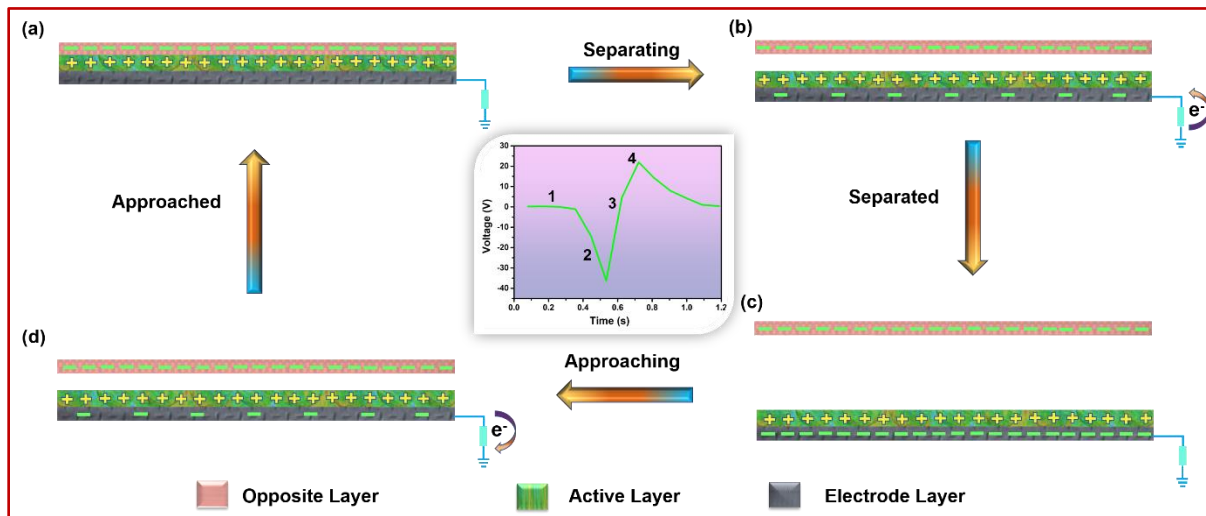 (a)
Separating
(b)
e-
Approached
Separated
30
20
10
0
-10
-20
-30
-40
Voltage (V)
1
2
3
4
0.0 0.2 0.4 0.6 0.8 1.0 1.2
Time (s)
(c)
(d)
Approaching
e-
Opposite Layer
Active Layer
Electrode Layer